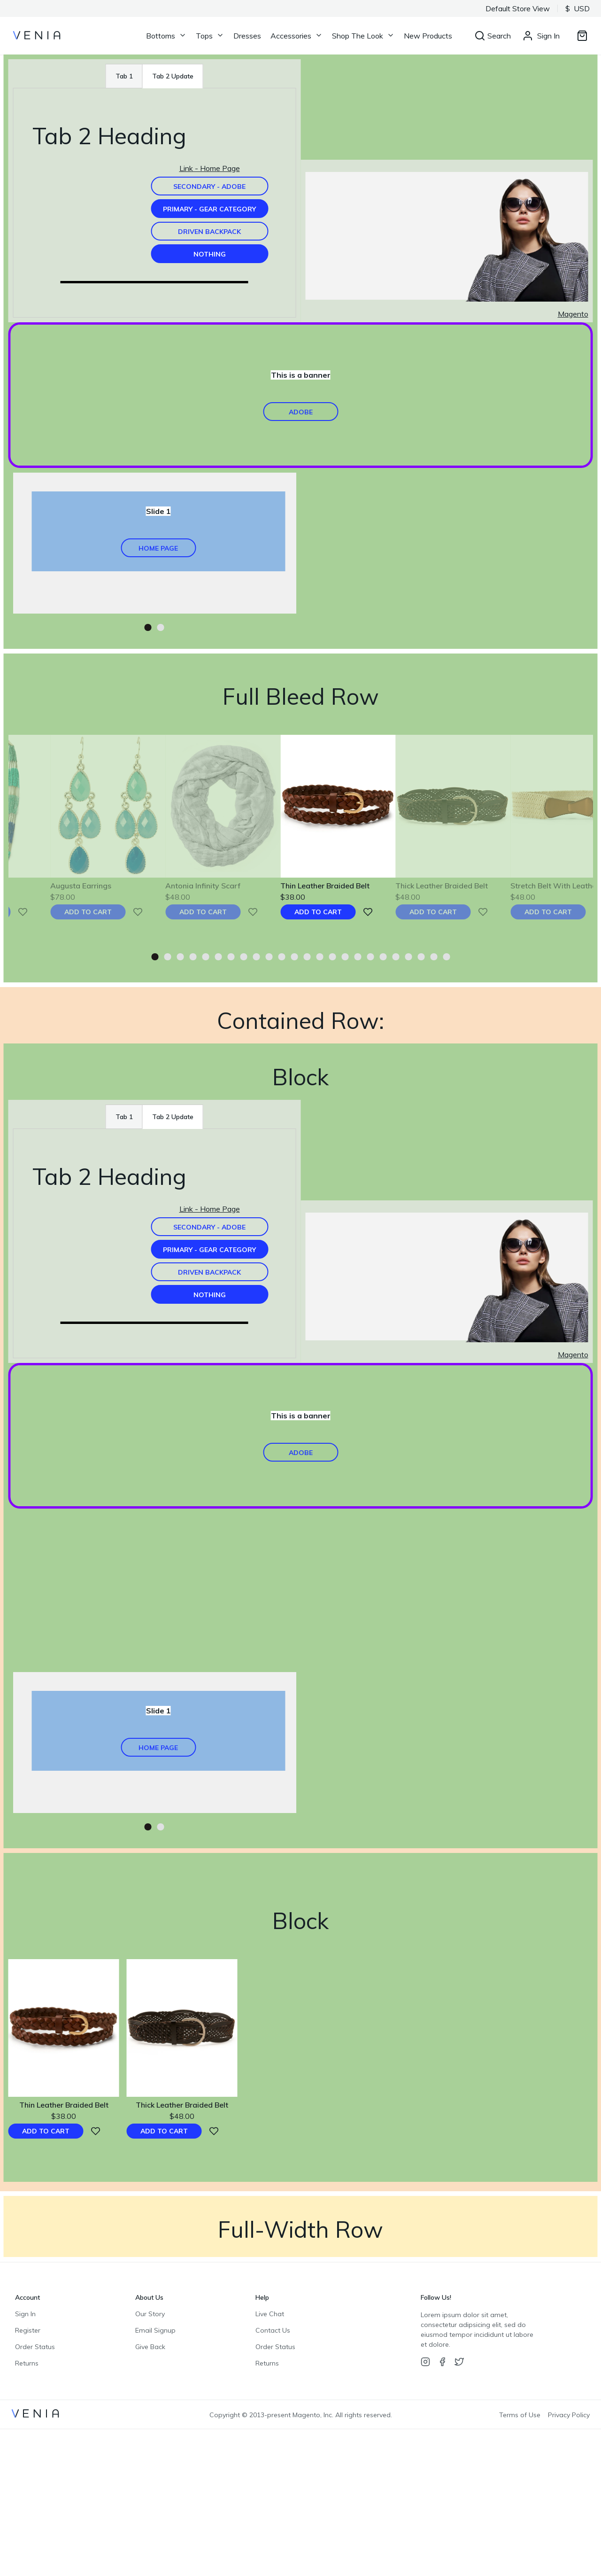 Default Store View
$ USD
VENIA
Bottoms
Tops
Dresses
Accessories
Shop The Look
New Products
Search
Sign In
Tab 1
Tab 2 Update
Tab 2 Heading
Link - Home Page
SECONDARY - ADOBE
PRIMARY - GEAR CATEGORY
DRIVEN BACKPACK
NOTHING
Magento
This is a banner
ADOBE
Slide 1
HOME PAGE
Full Bleed Row
Augusta Earrings
$78.00
ADD TO CART
Antonia Infinity Scarf
$48.00
ADD TO CART
Thin Leather Braided Belt
$38.00
ADD TO CART
Thick Leather Braided Belt
$48.00
ADD TO CART
Stretch Belt With Leath
$48.00
ADD TO CART
Contained Row:
Block
Tab 1
Tab 2 Update
Tab 2 Heading
Link - Home Page
SECONDARY - ADOBE
PRIMARY - GEAR CATEGORY
DRIVEN BACKPACK
NOTHING
Magento
This is a banner
ADOBE
Slide 1
HOME PAGE
Block
Thin Leather Braided Belt
$38.00
ADD TO CART
Thick Leather Braided Belt
$48.00
ADD TO CART
Full-Width Row
Account
Sign In
Register
Order Status
Returns
About Us
Our Story
Email Signup
Give Back
Help
Live Chat
Contact Us
Order Status
Returns
Follow Us!
Lorem ipsum dolor sit amet,
consectetur adipiscing elit, sed do
eiusmod tempor incididunt ut labore
et dolore.
VENIA
Copyright © 2013-present Magento, Inc. All rights reserved.
Terms of Use
Privacy Policy